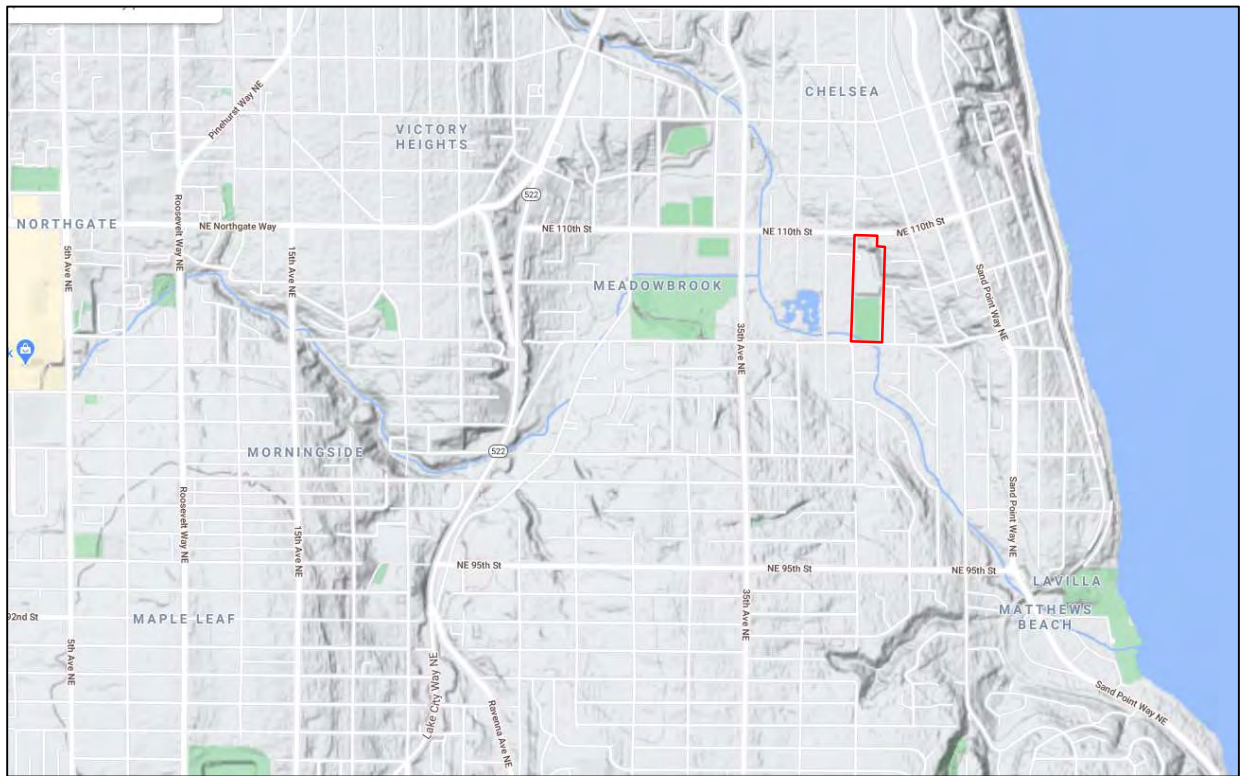 CHELSEA
Pinehurst Way NE
VICTORY
HEIGHTS
522
Roosevelt Way NE
NORTHGATE
NE Northgate Way
NE 110th St
NE 110th St
NE 110th St
5th Ave NE
15th Ave NE
MEADOWBROOK
Sand Point Way NE
35th Ave NE
x
MORNINGSIDE
522
Roosevelt Way NE
15th Ave NE
Sand Point Way NE
NE 95th St
NE 95th St
NE 95th St
LAVILLA
35th Ave NE
MATTHEWS
BEACH
92nd St
MAPLE LEAF
5th Ave NE
Lake City Way NE
Ravenna Ave NE
Sand Point Way NE